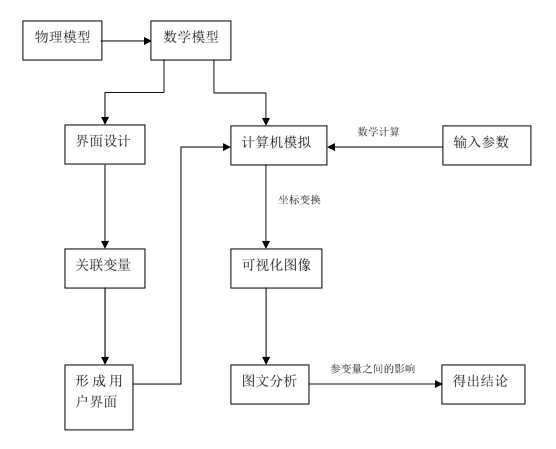 物理模型
数学模型
界面设计
计算机模拟
数学计算
输入参数
坐标变换
关联变量
可视化图像
形成用
户界面
图文分析
参变量之间的影响
得出结论